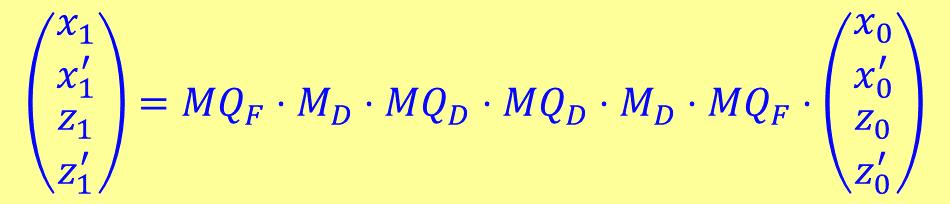 (x₁ x′₁ z₁ z′₁) = MQ_F · M_D · MQ_D · MQ_D · M_D · MQ_F · (x₀ x′₀ z₀ z′₀)